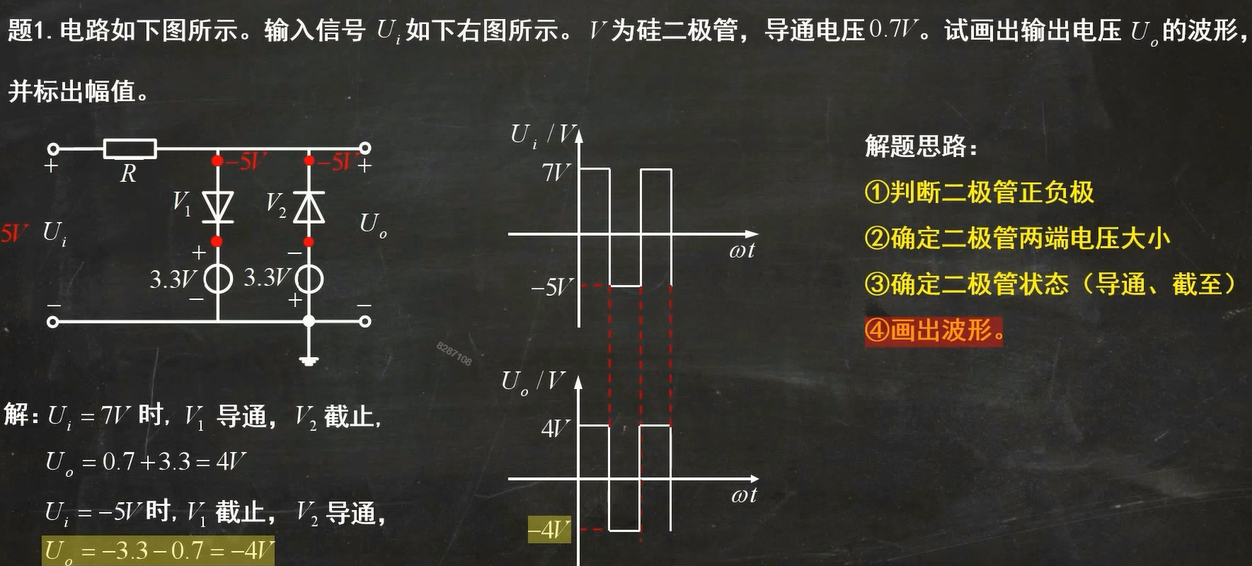 题1. 电路如下图所示。输入信号 U_i 如下右图所示。 V 为硅二极管，导通电压 0.7V。试画出输出电压 U_o 的波形，
并标出幅值。
U_i /V
7V
−5V
ωt
+
R
−5V
−5V
+
V_1
V_2
5V
U_i
U_o
+
−
3.3V
3.3V
−
+
−
−
解题思路：
①判断二极管正负极
②确定二极管两端电压大小
③确定二极管状态（导通、截至）
④画出波形。
8287108
U_o /V
4V
ωt
−4V
解：U_i = 7V 时, V_1 导通， V_2 截止,
U_o = 0.7+3.3 = 4V
U_i = −5V 时, V_1 截止， V_2 导通，
U_o = −3.3−0.7 = −4V